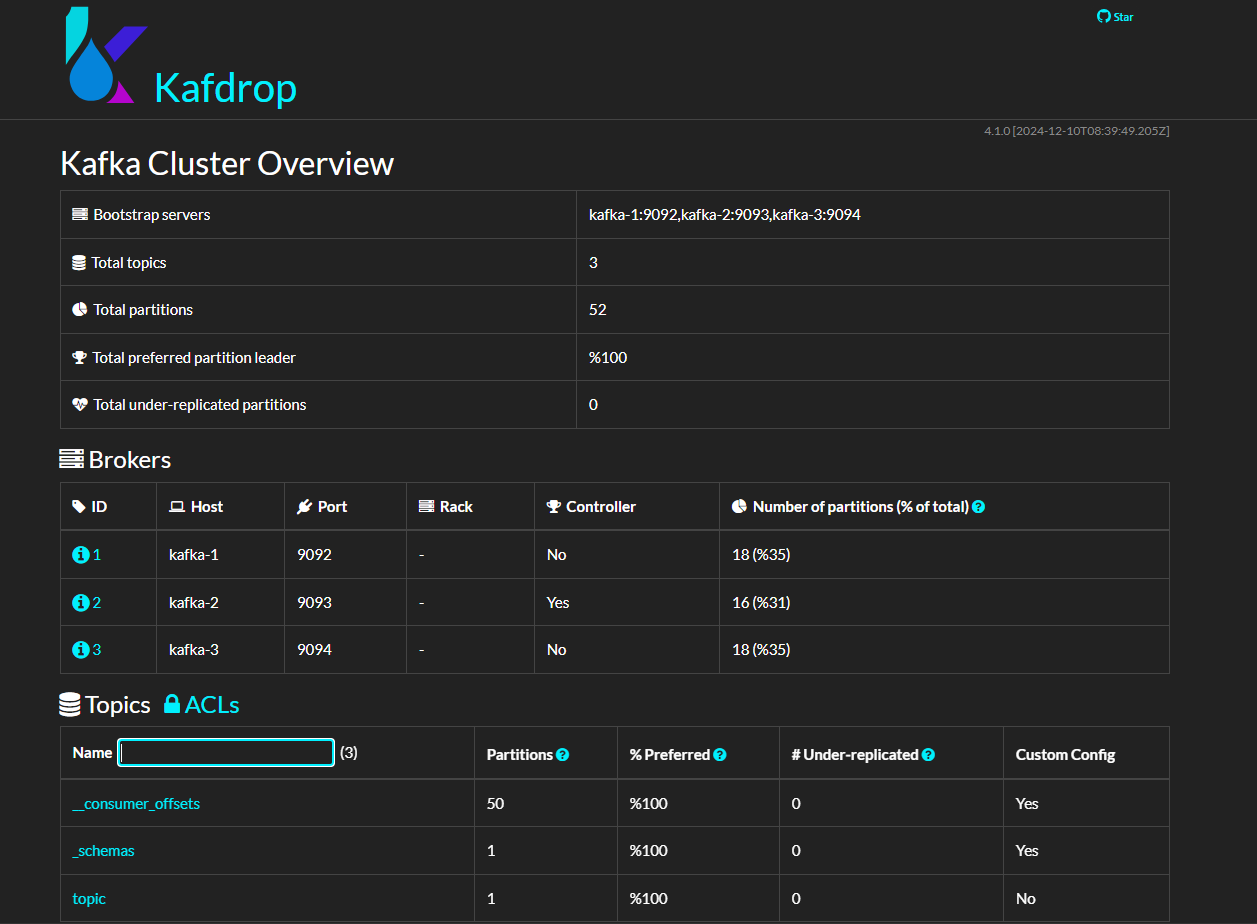 Star
Kafdrop
4.1.0 [2024-12-10T08:39:49.205Z]
Kafka Cluster Overview
Bootstrap servers kafka-1:9092,kafka-2:9093,kafka-3:9094
Total topics 3
Total partitions 52
Total preferred partition leader %100
Total under-replicated partitions 0
Brokers
ID Host Port Rack Controller Number of partitions (% of total) ?
1 kafka-1 9092 - No 18 (%35)
2 kafka-2 9093 - Yes 16 (%31)
3 kafka-3 9094 - No 18 (%35)
Topics ACLs
Name (3) Partitions ? % Preferred ? # Under-replicated ? Custom Config
__consumer_offsets 50 %100 0 Yes
_schemas 1 %100 0 Yes
topic 1 %100 0 No